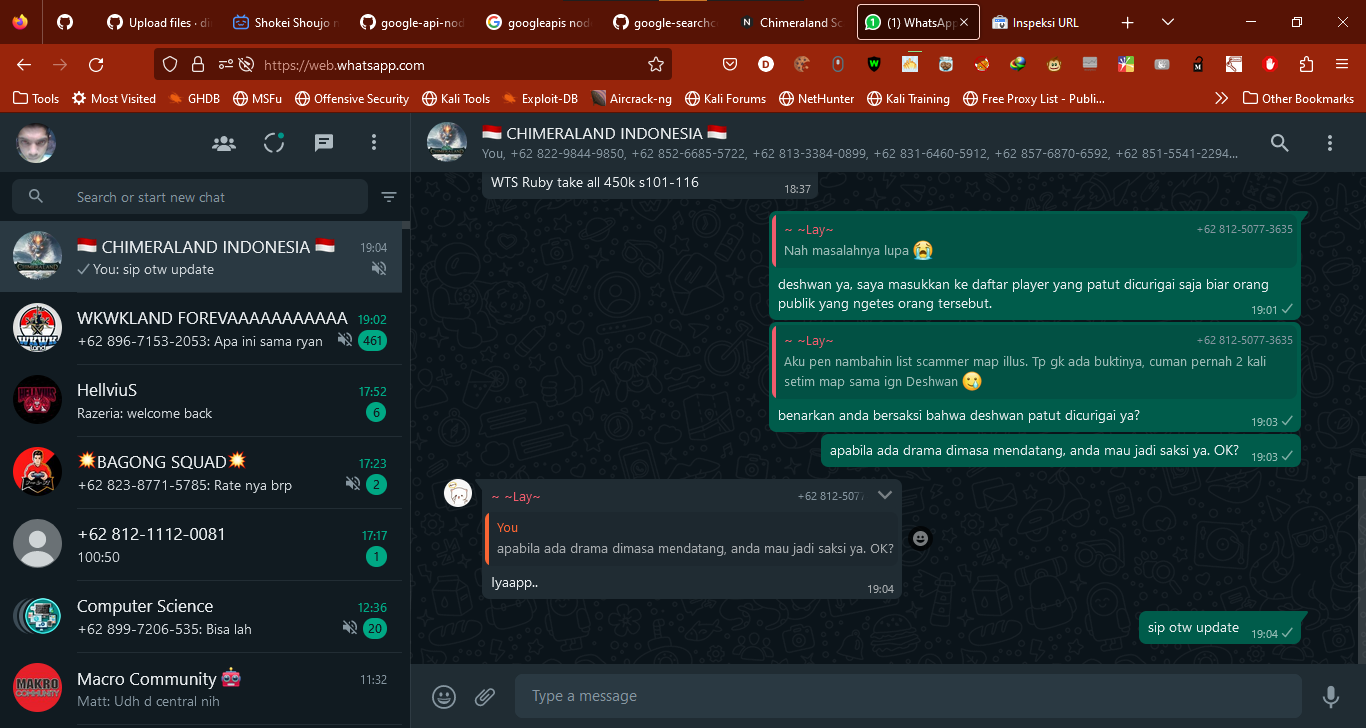 Upload files · di
Shokei Shoujo n
google-api-nod
googleapis nod
google-searchc
Chimeraland Sc
(1) WhatsApp
Inspeksi URL
https://web.whatsapp.com
Tools
Most Visited
GHDB
MSFu
Offensive Security
Kali Tools
Exploit-DB
Aircrack-ng
Kali Forums
NetHunter
Kali Training
Free Proxy List - Publi...
Other Bookmarks
Search or start new chat
🇮🇩 CHIMERALAND INDONESIA 🇮🇩
19:04
You: sip otw update
WKWKLAND FOREVAAAAAAAAAAA
19:02
+62 896-7153-2053: Apa ini sama ryan
461
HellviuS
17:52
Razeria: welcome back
6
💥BAGONG SQUAD💥
17:23
+62 823-8771-5785: Rate nya brp
2
+62 812-1112-0081
17:17
100:50
1
Computer Science
12:36
+62 899-7206-535: Bisa lah
20
MAKRO
COMMUNITY
Macro Community 🤖
11:32
Matt: Udh d central nih
🇮🇩 CHIMERALAND INDONESIA 🇮🇩
You, +62 822-9844-9850, +62 852-6685-5722, +62 813-3384-0899, +62 831-6460-5912, +62 857-6870-6592, +62 851-5541-2294...
WTS Ruby take all 450k s101-116
18:37
~ ~Lay~
+62 812-5077-3635
Nah masalahnya lupa 😭
deshwan ya, saya masukkan ke daftar player yang patut dicurigai saja biar orang
publik yang ngetes orang tersebut.
19:01
~ ~Lay~
+62 812-5077-3635
Aku pen nambahin list scammer map illus. Tp gk ada buktinya, cuman pernah 2 kali
setim map sama ign Deshwan 🥲
benarkan anda bersaksi bahwa deshwan patut dicurigai ya?
19:03
apabila ada drama dimasa mendatang, anda mau jadi saksi ya. OK?
19:03
~ ~Lay~
+62 812-5077
You
apabila ada drama dimasa mendatang, anda mau jadi saksi ya. OK?
Iyaapp..
19:04
sip otw update
19:04
Type a message